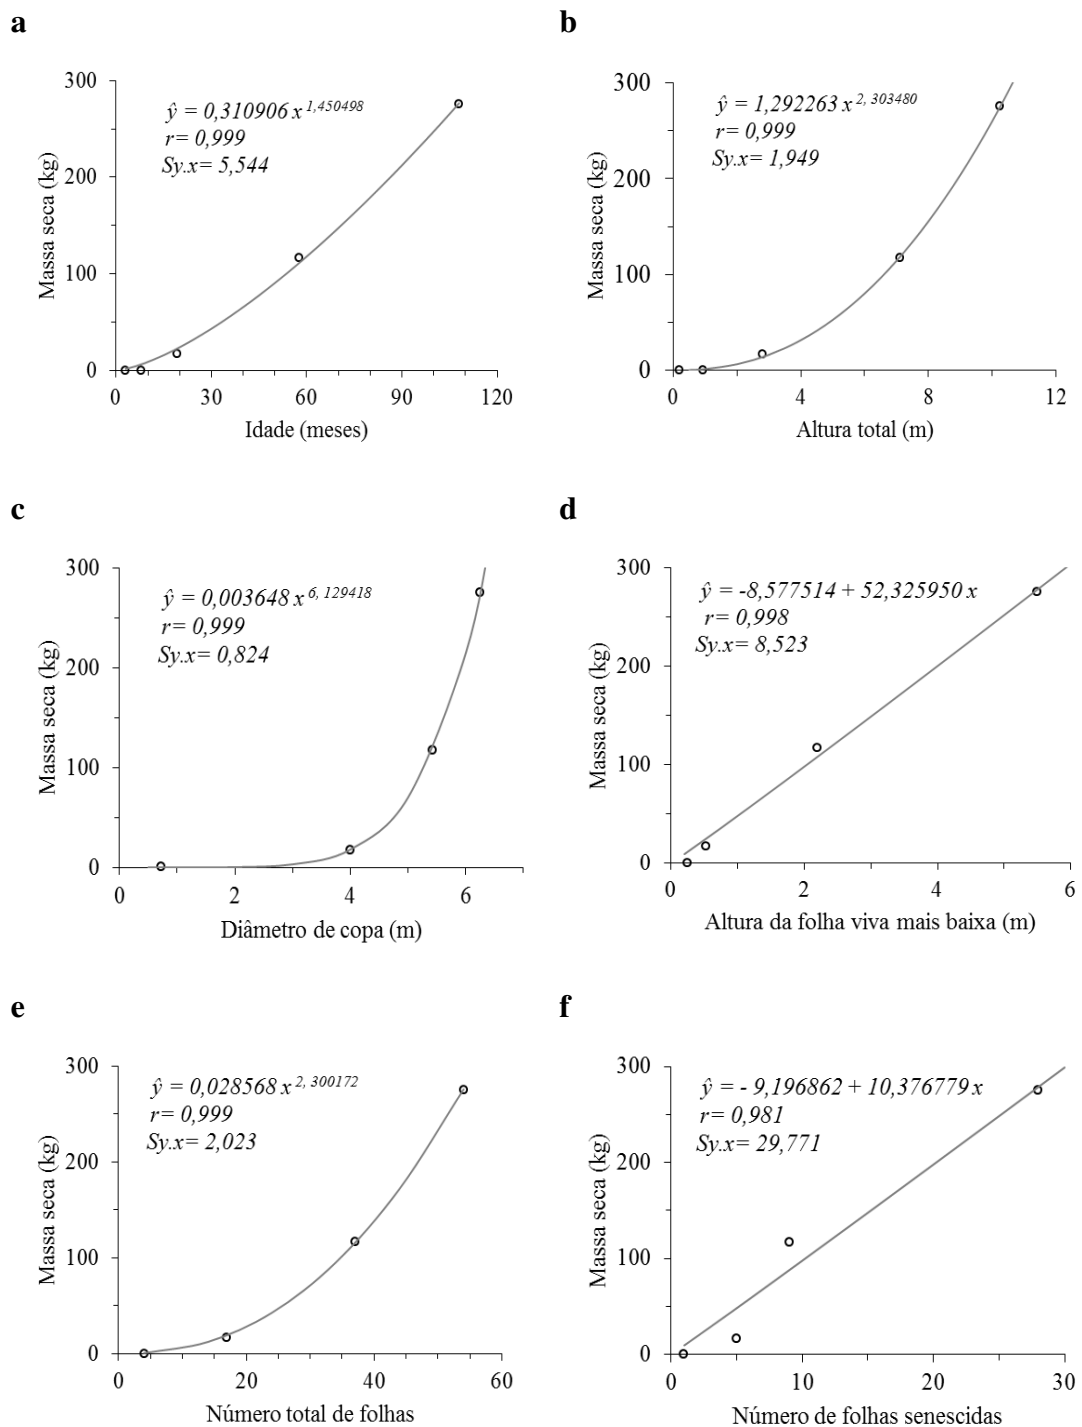 a
300
200
100
0
Massa seca (kg)
ŷ = 0,310906 x^1,450498
r= 0,999
Sy.x= 5,544
0 30 60 90 120
Idade (meses)
b
300
200
100
0
Massa seca (kg)
ŷ = 1,292263 x^2, 303480
r= 0,999
Sy.x= 1,949
0 4 8 12
Altura total (m)
c
300
200
100
0
Massa seca (kg)
ŷ = 0,003648 x^6, 129418
r= 0,999
Sy.x= 0,824
0 2 4 6
Diâmetro de copa (m)
d
300
200
100
0
Massa seca (kg)
ŷ = -8,577514 + 52,325950 x
r= 0,998
Sy.x= 8,523
0 2 4 6
Altura da folha viva mais baixa (m)
e
300
200
100
0
Massa seca (kg)
ŷ = 0,028568 x^2, 300172
r= 0,999
Sy.x= 2,023
0 20 40 60
Número total de folhas
f
300
200
100
0
Massa seca (kg)
ŷ = - 9,196862 + 10,376779 x
r= 0,981
Sy.x= 29,771
0 10 20 30
Número de folhas senescidas